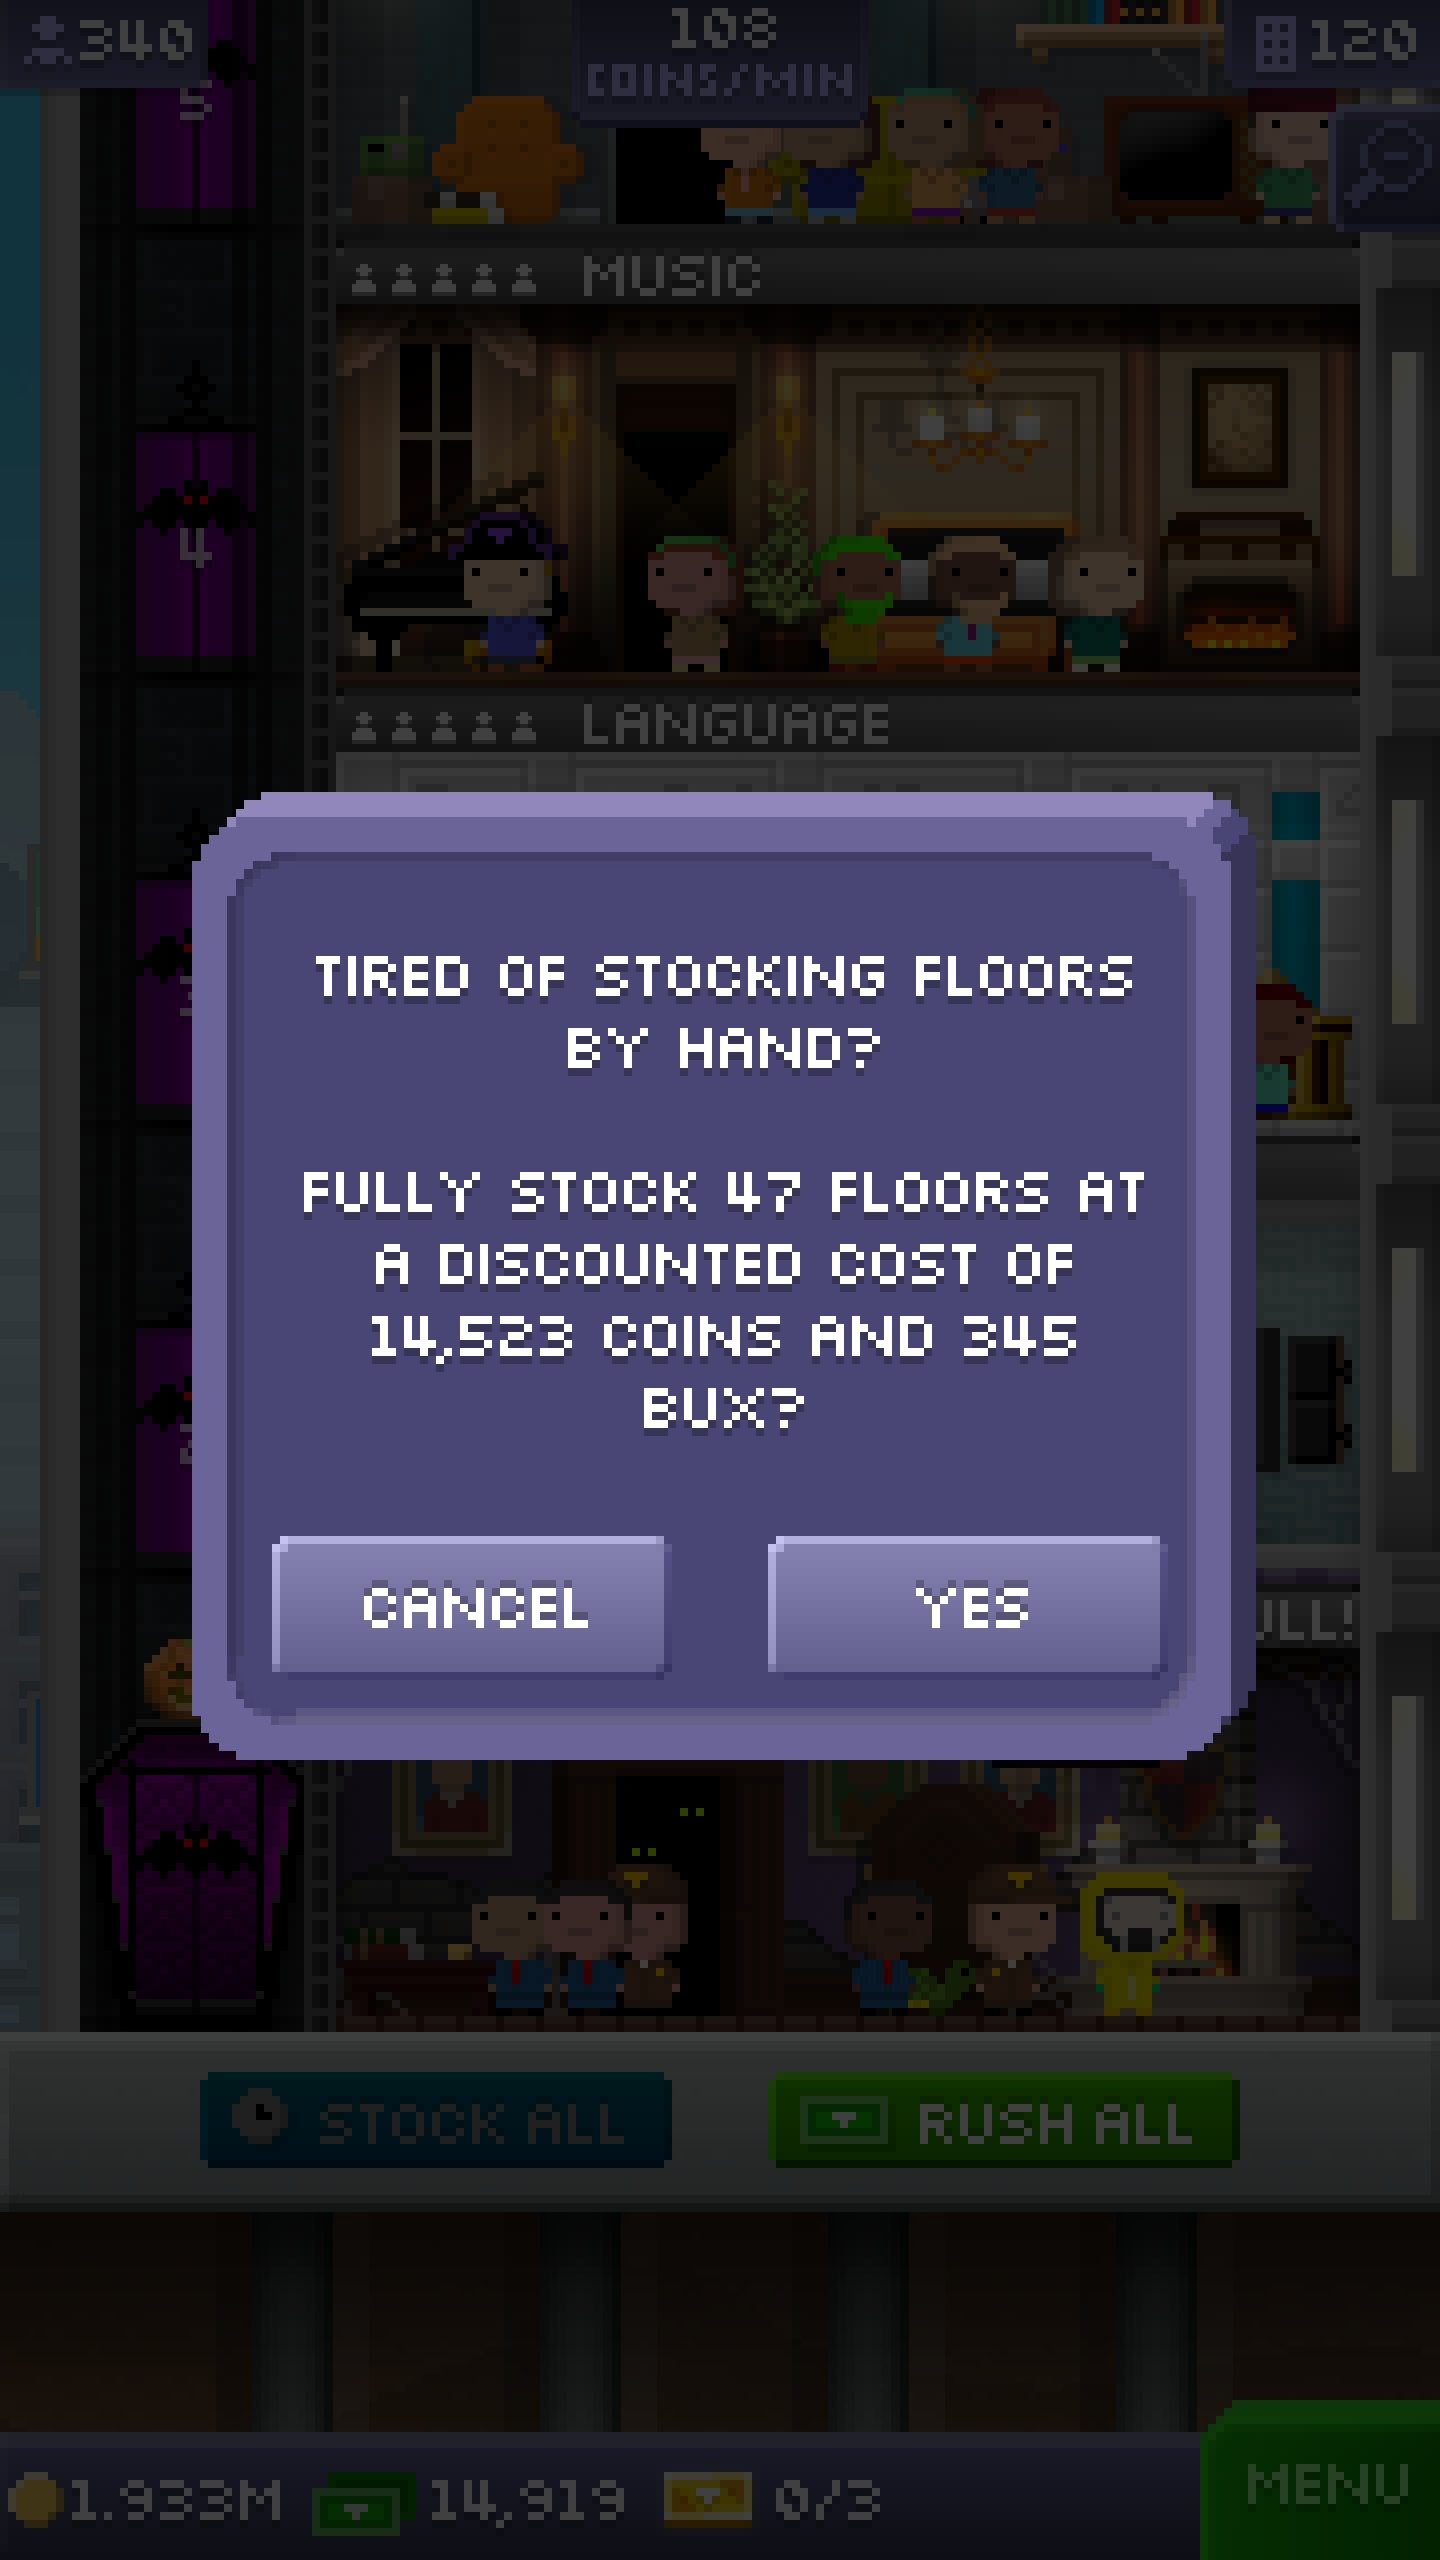 340
108
COINS/MIN
120
5
MUSIC
4
LANGUAGE
TIRED OF STOCKING FLOORS
BY HAND?
FULLY STOCK 47 FLOORS AT
A DISCOUNTED COST OF
14,523 COINS AND 345
BUX?
CANCEL
YES
STOCK ALL
RUSH ALL
1.933M
14,919
0/3
MENU